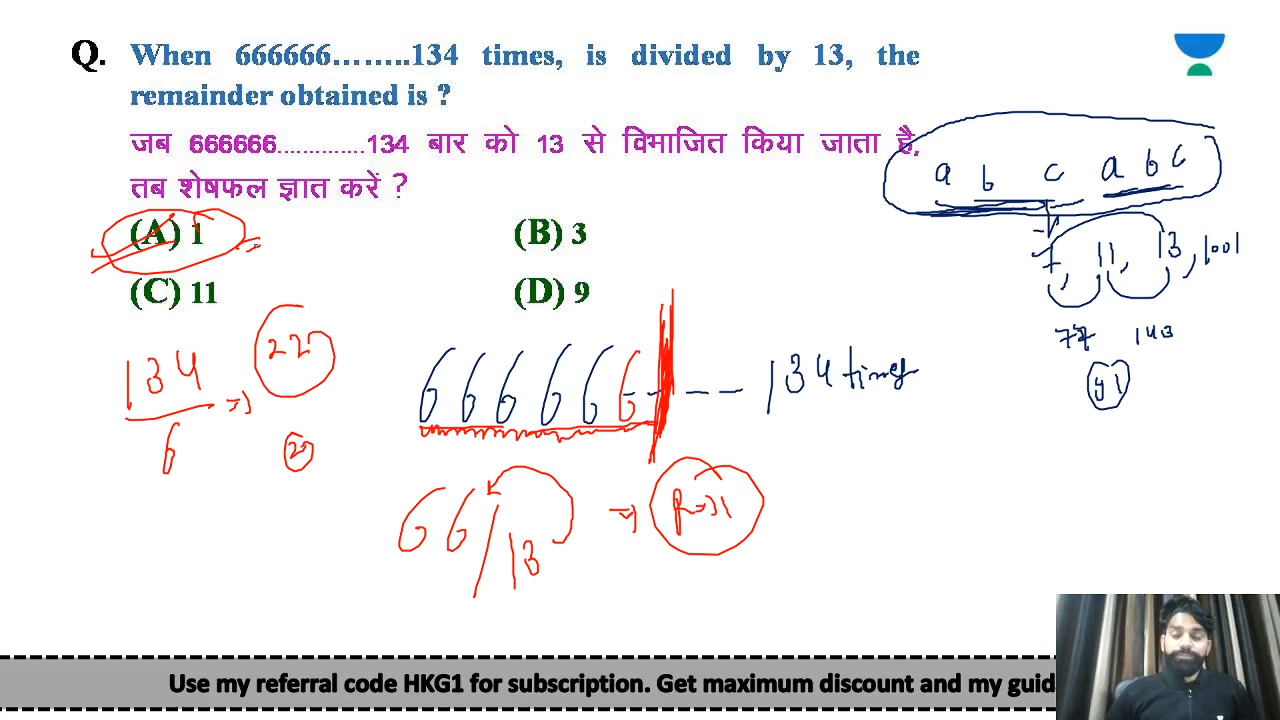 Q. When 666666........134 times, is divided by 13, the
remainder obtained is ?
जब 666666..............134 बार को 13 से विभाजित किया जाता है,
तब शेषफल ज्ञात करें ?
(A) 1
(B) 3
(C) 11
(D) 9
a b c a b c
7, 11, 13, 1001
77 143
91
134
6
22
666666 - - - - 134 times
66/13 ⇒ R→1
Use my referral code HKG1 for subscription. Get maximum discount and my guid